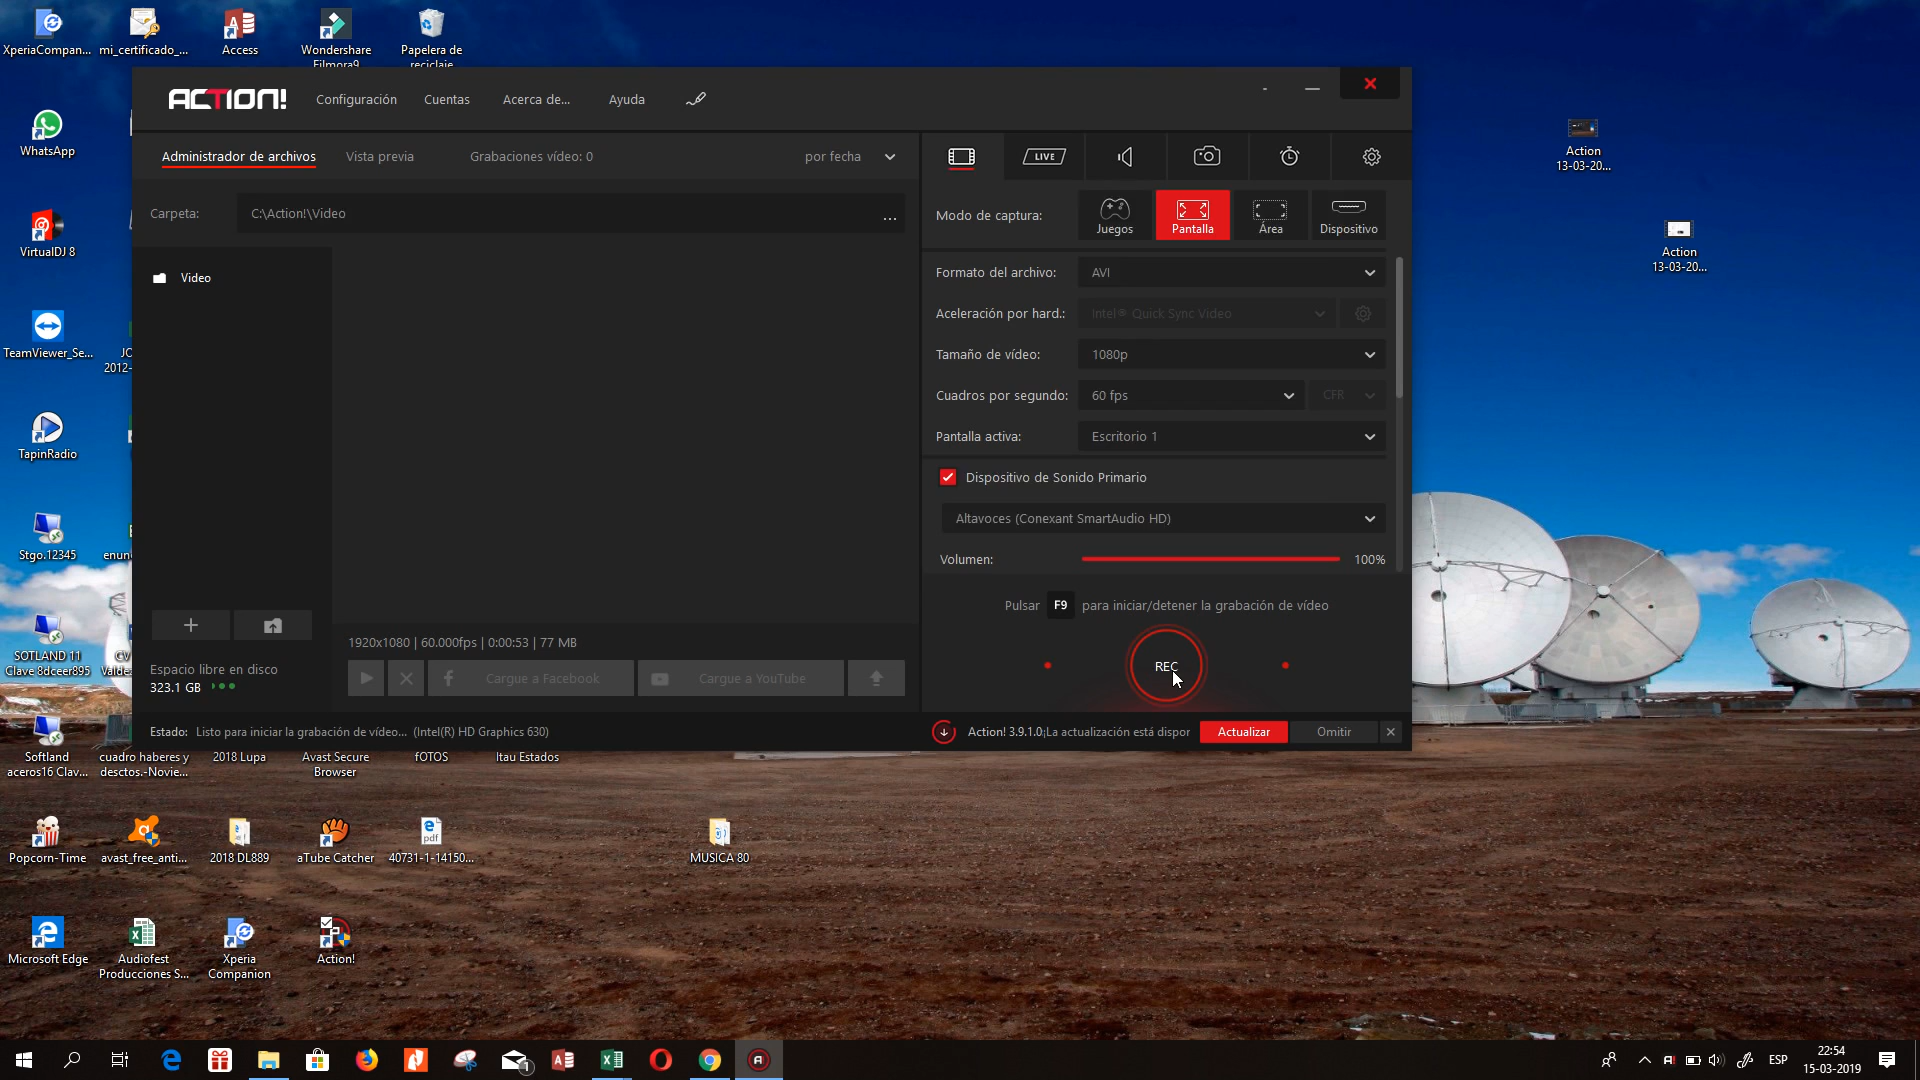 XperiaCompan...
mi_certificado_...
Access
Wondershare
Filmora9
Papelera de
reciclaje
ACTION!
Configuración
Cuentas
Acerca de...
Ayuda
WhatsApp
Administrador de archivos
Vista previa
Grabaciones vídeo: 0
por fecha
LIVE
Action
13-03-20...
Carpeta:
C:\Action!\Video
...
Modo de captura:
Juegos
Pantalla
Área
Dispositivo
VirtualDJ 8
Action
13-03-20...
Video
Formato del archivo:
AVI
Aceleración por hard.:
Intel® Quick Sync Video
Tamaño de vídeo:
1080p
TeamViewer_Se...
JO
2012-
Cuadros por segundo:
60 fps
CFR
Pantalla activa:
Escritorio 1
TapinRadio
Dispositivo de Sonido Primario
Altavoces (Conexant SmartAudio HD)
Stgo.12345
enun
Volumen:
100%
Pulsar F9 para iniciar/detener la grabación de vídeo
REC
1920x1080 | 60.000fps | 0:00:53 | 77 MB
SOTLAND 11
Clave 8dceer895
CV
Valdez
Espacio libre en disco
323.1 GB
Cargue a Facebook
Cargue a YouTube
Estado:
Listo para iniciar la grabación de vídeo...
(Intel(R) HD Graphics 630)
Action! 3.9.1.0¡La actualización está dispor
Actualizar
Omitir
Softland
aceros16 Clav...
cuadro haberes y
desctos.-Novie...
2018 Lupa
Avast Secure
Browser
fOTOS
Itau Estados
Popcorn-Time
avast_free_anti...
2018 DL889
aTube Catcher
pdf
40731-1-14150...
MUSICA 80
Microsoft Edge
Audiofest
Producciones S...
Xperia
Companion
Action!
1
ESP
22:54
15-03-2019